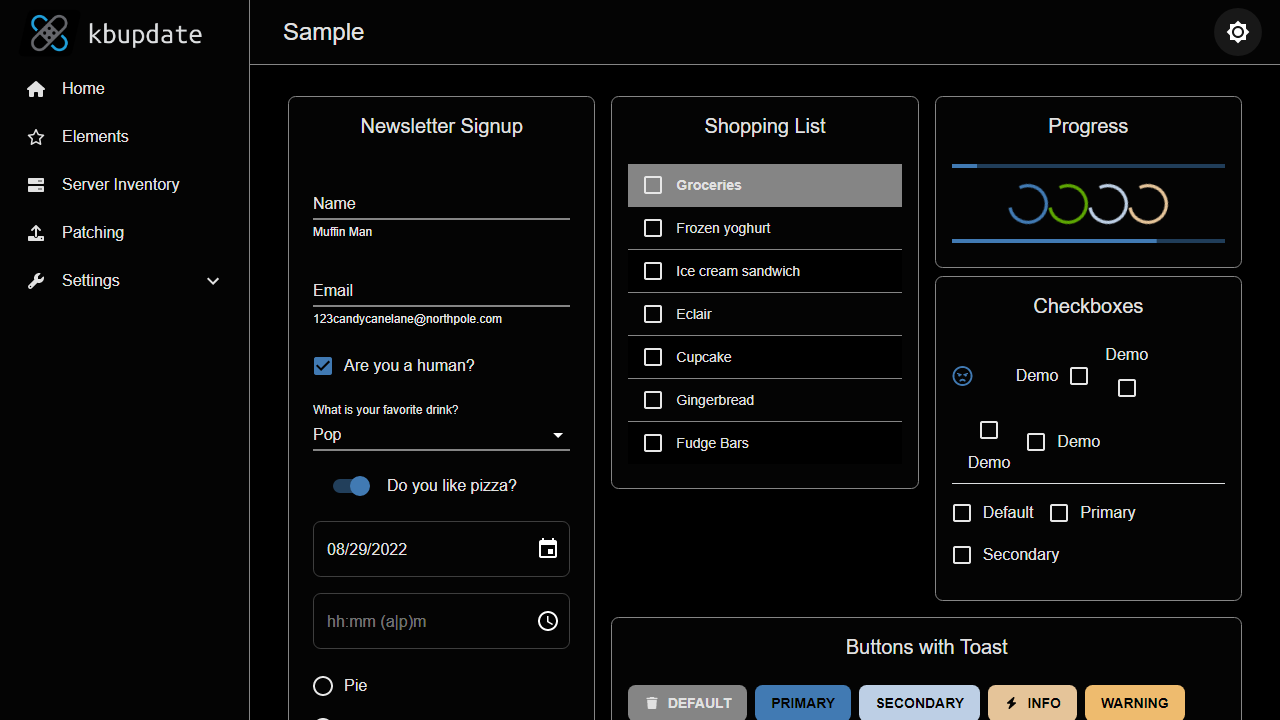 kbupdate
Home
Elements
Server Inventory
Patching
Settings
Sample
Newsletter Signup
Name
Muffin Man
Email
123candycanelane@northpole.com
Are you a human?
What is your favorite drink?
Pop
Do you like pizza?
08/29/2022
hh:mm (a|p)m
Pie
Shopping List
Groceries
Frozen yoghurt
Ice cream sandwich
Eclair
Cupcake
Gingerbread
Fudge Bars
Progress
Checkboxes
Demo
Demo
Demo
Demo
Default Primary
Secondary
Buttons with Toast
DEFAULT PRIMARY SECONDARY INFO WARNING